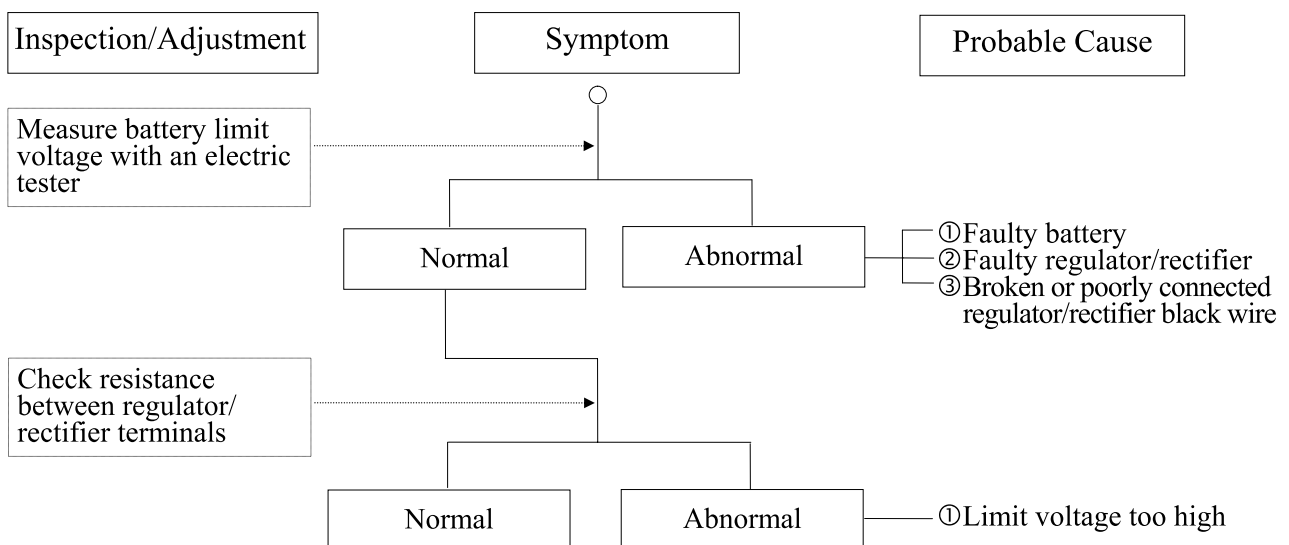 Inspection/Adjustment
Symptom
Probable Cause
Measure battery limit
voltage with an electric
tester
Normal
Abnormal
①Faulty battery
②Faulty regulator/rectifier
③Broken or poorly connected
regulator/rectifier black wire
Check resistance
between regulator/
rectifier terminals
Normal
Abnormal
①Limit voltage too high